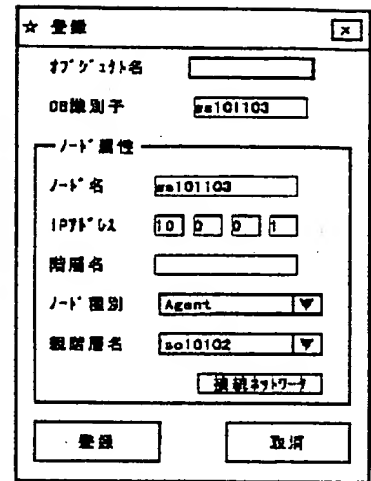 ☆ 登録 ×
オブジェクト名
DB識別子 ws101103
ノード属性
ノード名 ws101103
IPアドレス 10 0 0 1
階層名
ノード種別 Agent ▼
親階層名 so10102 ▼
接続ネットワーク
登録 取消